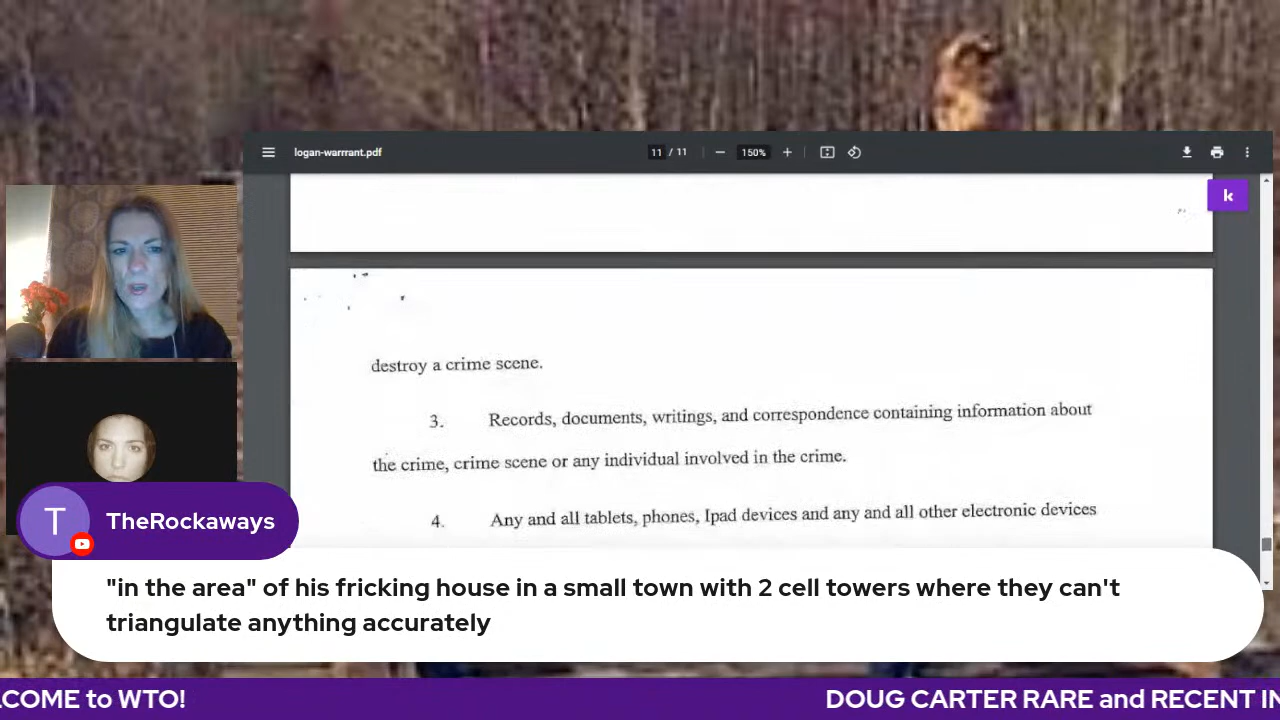 logan-warrrant.pdf
11 / 11
150%
k
destroy a crime scene.
3. Records, documents, writings, and correspondence containing information about
the crime, crime scene or any individual involved in the crime.
4. Any and all tablets, phones, Ipad devices and any and all other electronic devices
T TheRockaways
"in the area" of his fricking house in a small town with 2 cell towers where they can't
triangulate anything accurately
LCOME to WTO! DOUG CARTER RARE and RECENT IN